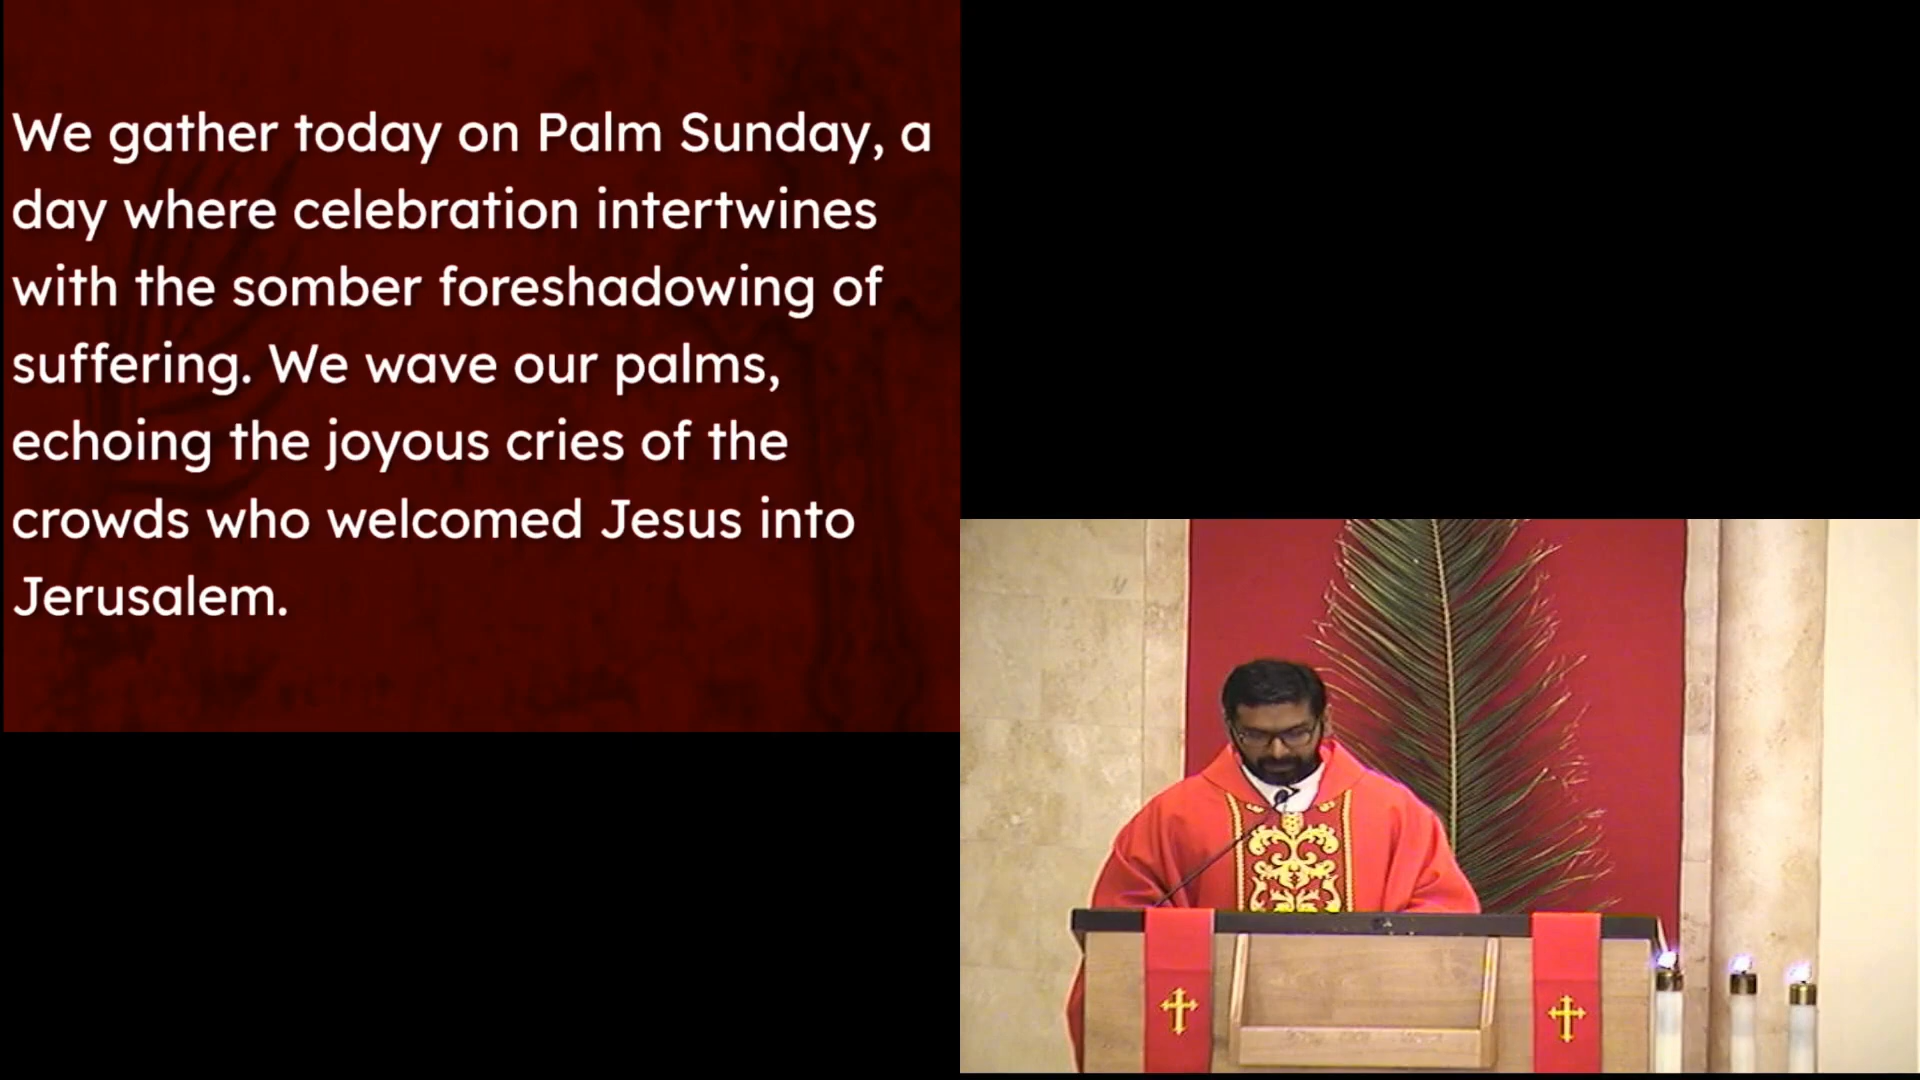 We gather today on Palm Sunday, a
day where celebration intertwines
with the somber foreshadowing of
suffering. We wave our palms,
echoing the joyous cries of the
crowds who welcomed Jesus into
Jerusalem.